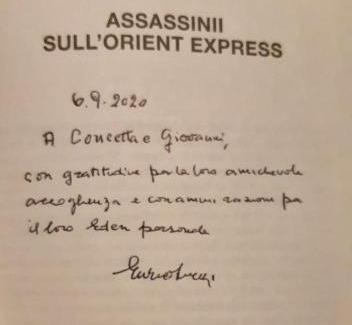 ASSASSINII
SULL'ORIENT EXPRESS
6.9.2020
A Concetta e Giovanni,
con gratitudine per la loro amichevole
accoglienza e con ammirazione per
il loro Eden personale